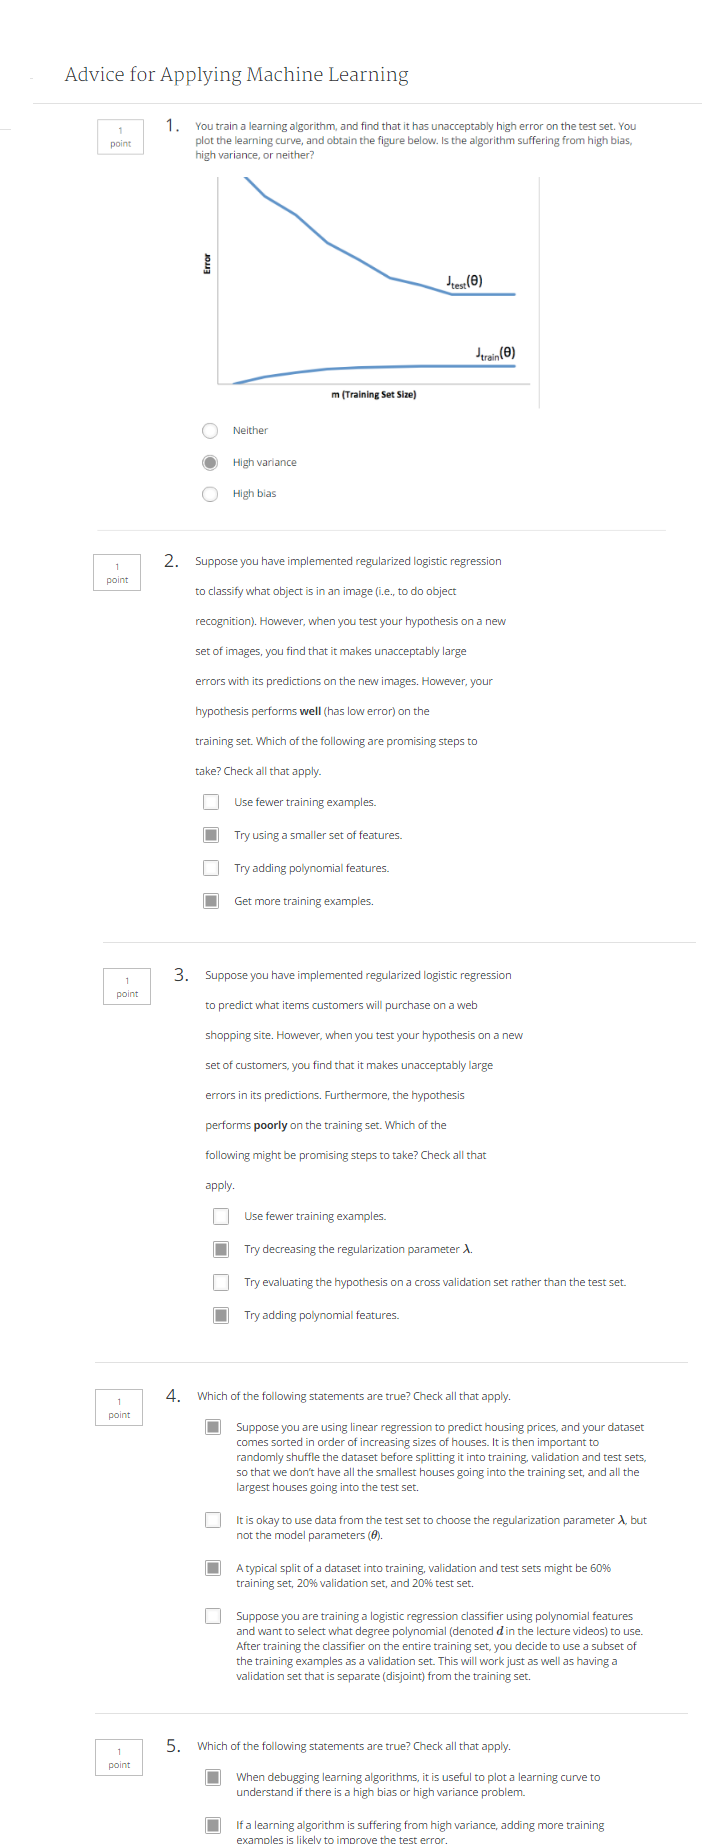 Advice for Applying Machine Learning
1
point
1.
You train a learning algorithm, and find that it has unacceptably high error on the test set. You
plot the learning curve, and obtain the figure below. Is the algorithm suffering from high bias,
high variance, or neither?
Error
Jtest(θ)
Jtrain(θ)
m (Training Set Size)
Neither
High variance
High bias
1
point
2.
Suppose you have implemented regularized logistic regression
to classify what object is in an image (i.e., to do object
recognition). However, when you test your hypothesis on a new
set of images, you find that it makes unacceptably large
errors with its predictions on the new images. However, your
hypothesis performs well (has low error) on the
training set. Which of the following are promising steps to
take? Check all that apply.
Use fewer training examples.
Try using a smaller set of features.
Try adding polynomial features.
Get more training examples.
1
point
3.
Suppose you have implemented regularized logistic regression
to predict what items customers will purchase on a web
shopping site. However, when you test your hypothesis on a new
set of customers, you find that it makes unacceptably large
errors in its predictions. Furthermore, the hypothesis
performs poorly on the training set. Which of the
following might be promising steps to take? Check all that
apply.
Use fewer training examples.
Try decreasing the regularization parameter λ.
Try evaluating the hypothesis on a cross validation set rather than the test set.
Try adding polynomial features.
1
point
4.
Which of the following statements are true? Check all that apply.
Suppose you are using linear regression to predict housing prices, and your dataset
comes sorted in order of increasing sizes of houses. It is then important to
randomly shuffle the dataset before splitting it into training, validation and test sets,
so that we don't have all the smallest houses going into the training set, and all the
largest houses going into the test set.
It is okay to use data from the test set to choose the regularization parameter λ, but
not the model parameters (θ).
A typical split of a dataset into training, validation and test sets might be 60%
training set, 20% validation set, and 20% test set.
Suppose you are training a logistic regression classifier using polynomial features
and want to select what degree polynomial (denoted d in the lecture videos) to use.
After training the classifier on the entire training set, you decide to use a subset of
the training examples as a validation set. This will work just as well as having a
validation set that is separate (disjoint) from the training set.
1
point
5.
Which of the following statements are true? Check all that apply.
When debugging learning algorithms, it is useful to plot a learning curve to
understand if there is a high bias or high variance problem.
If a learning algorithm is suffering from high variance, adding more training
examples is likely to improve the test error.